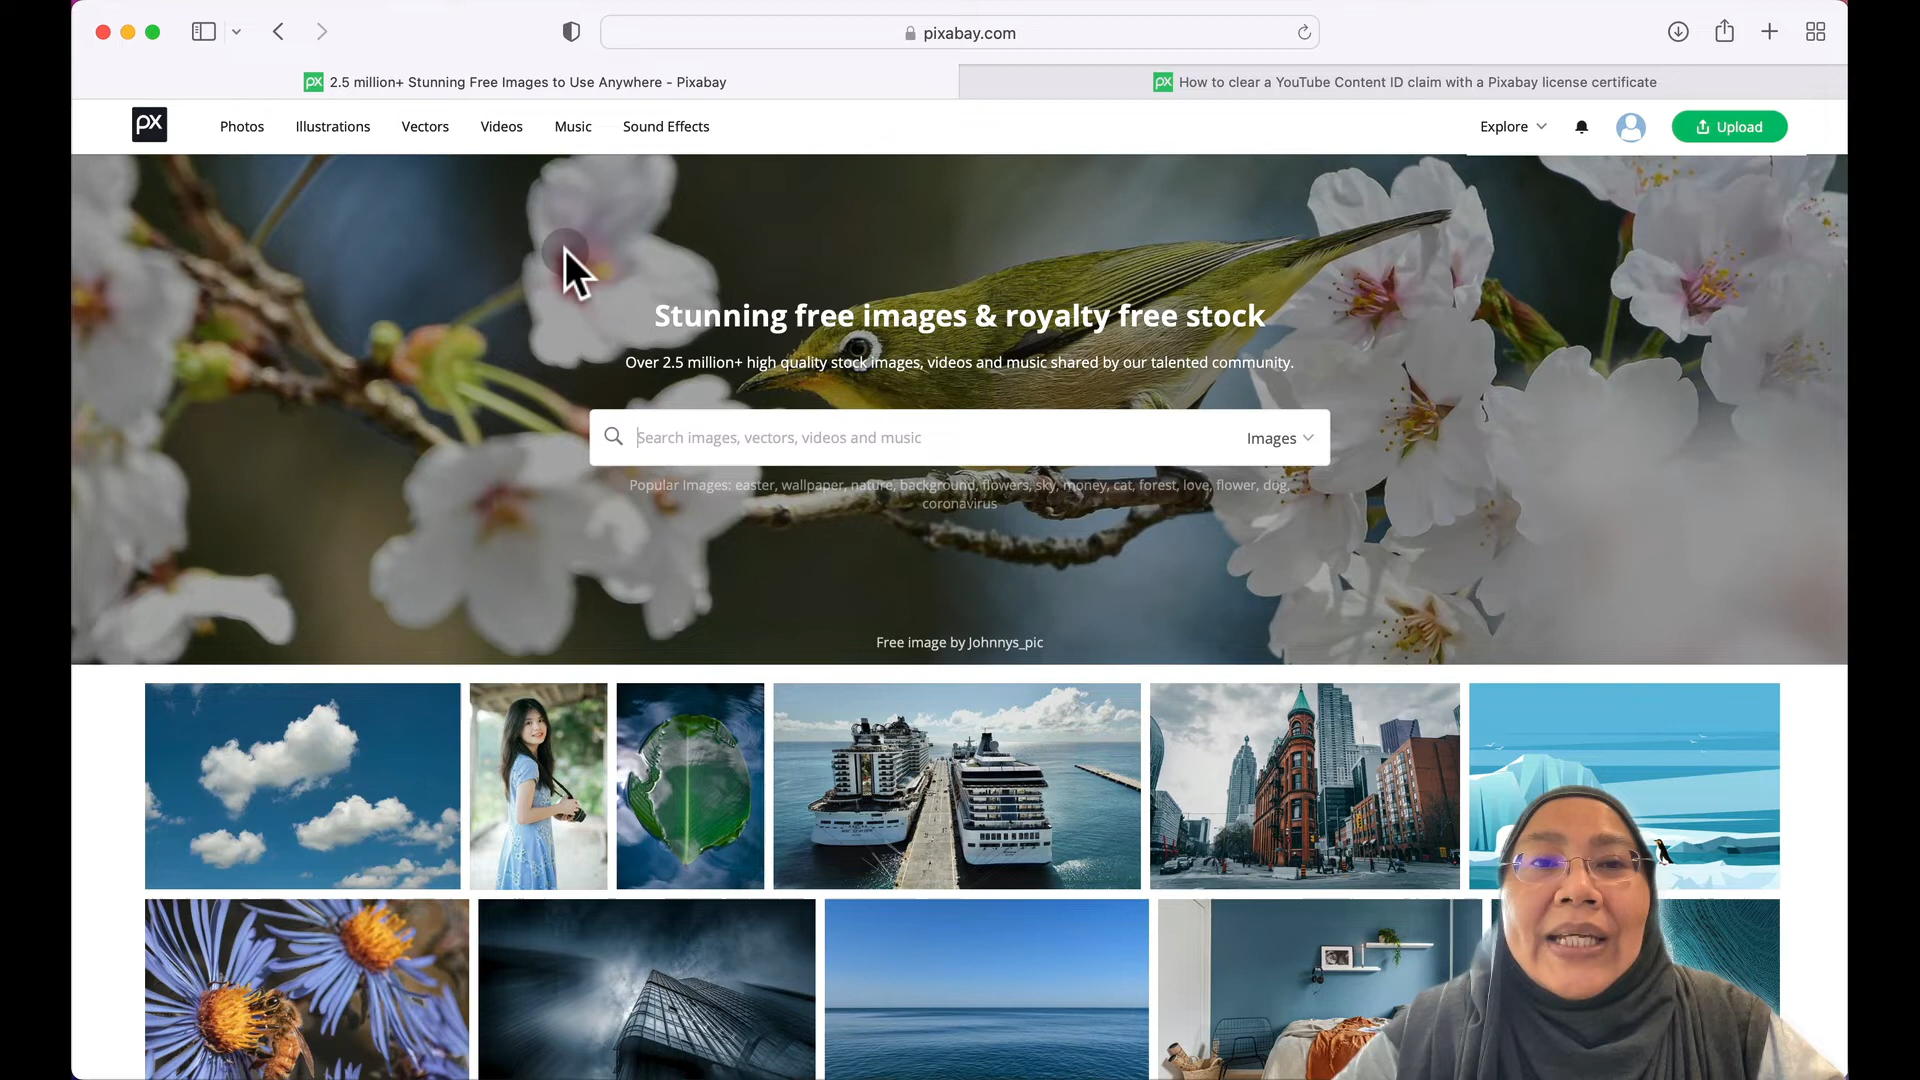 pixabay.com
px 2.5 million+ Stunning Free Images to Use Anywhere - Pixabay
px How to clear a YouTube Content ID claim with a Pixabay license certificate
px Photos Illustrations Vectors Videos Music Sound Effects Explore Upload
Stunning free images & royalty free stock
Over 2.5 million+ high quality stock images, videos and music shared by our talented community.
Search images, vectors, videos and music Images
Popular Images: easter, wallpaper, nature, background, flowers, sky, money, cat, forest, love, flower, dog,
coronavirus
Free image by Johnnys_pic